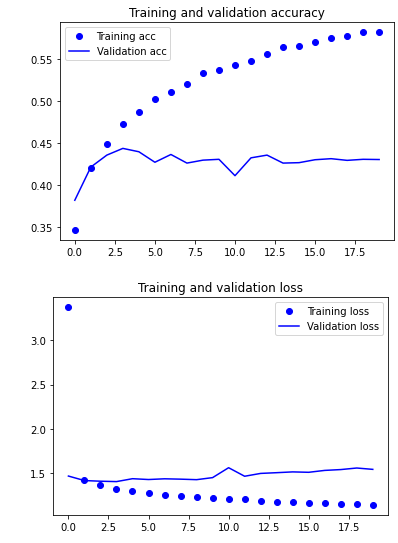 Training and validation accuracy
Training acc
Validation acc
0.55
0.50
0.45
0.40
0.35
0.0 2.5 5.0 7.5 10.0 12.5 15.0 17.5
Training and validation loss
Training loss
Validation loss
3.0
2.5
2.0
1.5
0.0 2.5 5.0 7.5 10.0 12.5 15.0 17.5